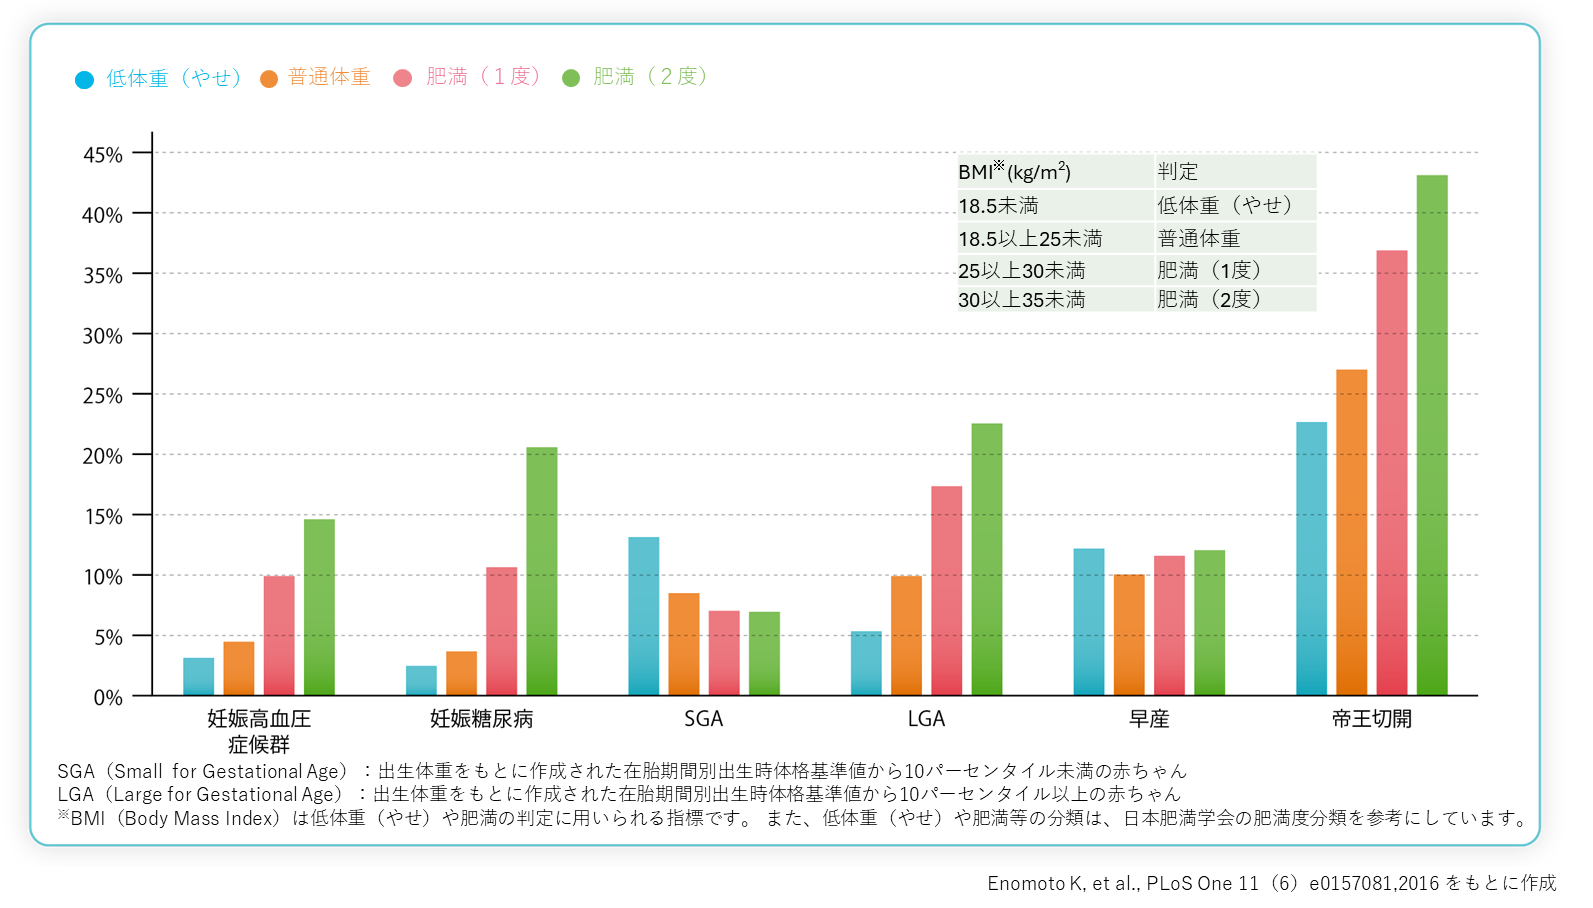 低体重（やせ） 普通体重 肥満（１度） 肥満（２度）
45%
40%
35%
30%
25%
20%
15%
10%
5%
0%
BMI※(kg/m2) 判定
18.5未満 低体重（やせ）
18.5以上25未満 普通体重
25以上30未満 肥満（1度）
30以上35未満 肥満（2度）
妊娠高血圧
症候群
妊娠糖尿病
SGA
LGA
早産
帝王切開
SGA（Small for Gestational Age）：出生体重をもとに作成された在胎期間別出生時体格基準値から10パーセンタイル未満の赤ちゃん
LGA（Large for Gestational Age）：出生体重をもとに作成された在胎期間別出生時体格基準値から10パーセンタイル以上の赤ちゃん
※BMI（Body Mass Index）は低体重（やせ）や肥満の判定に用いられる指標です。 また、低体重（やせ）や肥満等の分類は、日本肥満学会の肥満度分類を参考にしています。
Enomoto K, et al., PLoS One 11（6）e0157081,2016 をもとに作成